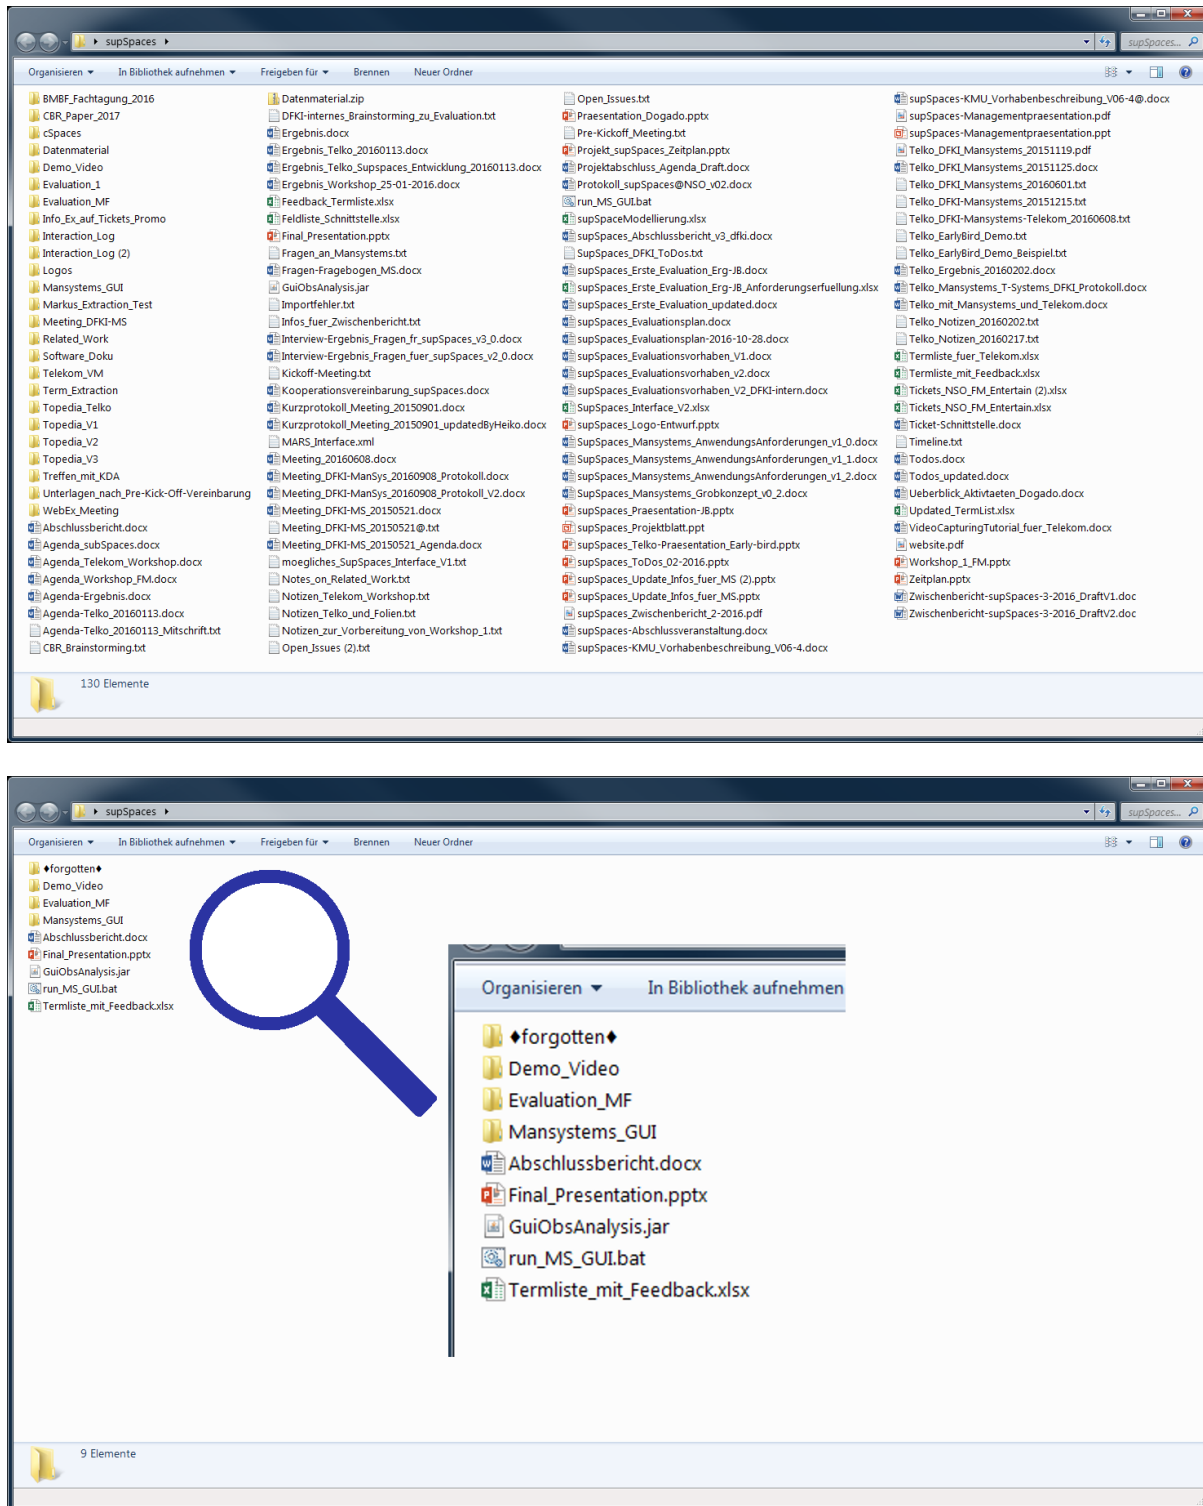 supSpaces
supSpaces...
Organisieren In Bibliothek aufnehmen Freigeben für Brennen Neuer Ordner
BMBF_Fachtagung_2016
CBR_Paper_2017
cSpaces
Datenmaterial
Demo_Video
Evaluation_1
Evaluation_MF
Info_Ex_auf_Tickets_Promo
Interaction_Log
Interaction_Log (2)
Logos
Mansystems_GUI
Markus_Extraction_Test
Meeting_DFKI-MS
Related_Work
Software_Doku
Telekom_VM
Term_Extraction
Topedia_Telko
Topedia_V1
Topedia_V2
Topedia_V3
Treffen_mit_KDA
Unterlagen_nach_Pre-Kick-Off-Vereinbarung
WebEx_Meeting
Abschlussbericht.docx
Agenda_subSpaces.docx
Agenda_Telekom_Workshop.docx
Agenda_Workshop_FM.docx
Agenda-Ergebnis.docx
Agenda-Telko_20160113.docx
Agenda-Telko_20160113_Mitschrift.txt
CBR_Brainstorming.txt
Datenmaterial.zip
DFKI-internes_Brainstorming_zu_Evaluation.txt
Ergebnis.docx
Ergebnis_Telko_20160113.docx
Ergebnis_Telko_Supspaces_Entwicklung_20160113.docx
Ergebnis_Workshop_25-01-2016.docx
Feedback_Termliste.xlsx
Feldliste_Schnittstelle.xlsx
Final_Presentation.pptx
Fragen_an_Mansystems.txt
Fragen-Fragebogen_MS.docx
GuiObsAnalysis.jar
Importfehler.txt
Infos_fuer_Zwischenbericht.txt
Interview-Ergebnis_Fragen_fr_supSpaces_v3_0.docx
Interview-Ergebnis_Fragen_fuer_supSpaces_v2_0.docx
Kickoff-Meeting.txt
Kooperationsvereinbarung_supSpaces.docx
Kurzprotokoll_Meeting_20150901.docx
Kurzprotokoll_Meeting_20150901_updatedByHeiko.docx
MARS_Interface.xml
Meeting_20160608.docx
Meeting_DFKI-ManSys_20160908_Protokoll.docx
Meeting_DFKI-ManSys_20160908_Protokoll_V2.docx
Meeting_DFKI-MS_20150521.docx
Meeting_DFKI-MS_20150521@.txt
Meeting_DFKI-MS_20150521_Agenda.docx
moegliches_SupSpaces_Interface_V1.txt
Notes_on_Related_Work.txt
Notizen_Telekom_Workshop.txt
Notizen_Telko_und_Folien.txt
Notizen_zur_Vorbereitung_von_Workshop_1.txt
Open_Issues (2).txt
Open_Issues.txt
Praesentation_Dogado.pptx
Pre-Kickoff_Meeting.txt
Projekt_supSpaces_Zeitplan.pptx
Projektabschluss_Agenda_Draft.docx
Protokoll_supSpaces@NSO_v02.docx
run_MS_GUI.bat
supSpaceModellierung.xlsx
supSpaces_Abschlussbericht_v3_dfki.docx
SupSpaces_DFKI_ToDos.txt
supSpaces_Erste_Evaluation_Erg-JB.docx
supSpaces_Erste_Evaluation_Erg-JB_Anforderungserfuellung.xlsx
supSpaces_Erste_Evaluation_updated.docx
supSpaces_Evaluationsplan.docx
supSpaces_Evaluationsplan-2016-10-28.docx
supSpaces_Evaluationsvorhaben_V1.docx
supSpaces_Evaluationsvorhaben_v2.docx
supSpaces_Evaluationsvorhaben_V2_DFKI-intern.docx
SupSpaces_Interface_V2.xlsx
supSpaces_Logo-Entwurf.pptx
SupSpaces_Mansystems_AnwendungsAnforderungen_v1_0.docx
supSpaces_Mansystems_AnwendungsAnforderungen_v1_1.docx
supSpaces_Mansystems_AnwendungsAnforderungen_v1_2.docx
SupSpaces_Mansystems_Grobkonzept_v0_2.docx
supSpaces_Praesentation-JB.pptx
supSpaces_Projektblatt.ppt
supSpaces_Telko-Praesentation_Early-bird.pptx
supSpaces_ToDos_02-2016.pptx
supSpaces_Update_Infos_fuer_MS (2).pptx
supSpaces_Update_Infos_fuer_MS.pptx
supSpaces_Zwischenbericht_2-2016.pdf
supSpaces-Abschlussveranstaltung.docx
supSpaces-KMU_Vorhabenbeschreibung_V06-4.docx
supSpaces-KMU_Vorhabenbeschreibung_V06-4@.docx
supSpaces-Managementpraesentation.pdf
supSpaces-Managementpraesentation.ppt
Telko_DFKI_Mansystems_20151119.pdf
Telko_DFKI_Mansystems_20151125.docx
Telko_DFKI_Mansystems_20160601.txt
Telko_DFKI-Mansystems_20151215.txt
Telko_DFKI-Mansystems-Telekom_20160608.txt
Telko_EarlyBird_Demo.txt
Telko_EarlyBird_Demo_Beispiel.txt
Telko_Ergebnis_20160202.docx
Telko_Mansystems_T-Systems_DFKI_Protokoll.docx
Telko_mit_Mansystems_und_Telekom.docx
Telko_Notizen_20160202.txt
Telko_Notizen_20160217.txt
Termliste_fuer_Telekom.xlsx
Termliste_mit_Feedback.xlsx
Tickets_NSO_FM_Entertain (2).xlsx
Tickets_NSO_FM_Entertain.xlsx
Ticket-Schnittstelle.docx
Timeline.txt
Todos.docx
Todos_updated.docx
Ueberblick_Aktivtaeten_Dogado.docx
Updated_TermList.xlsx
VideoCapturingTutorial_fuer_Telekom.docx
website.pdf
Workshop_1_FM.pptx
Zeitplan.pptx
Zwischenbericht-supSpaces-3-2016_DraftV1.doc
Zwischenbericht-supSpaces-3-2016_DraftV2.doc
130 Elemente
supSpaces
supSpaces...
Organisieren In Bibliothek aufnehmen Freigeben für Brennen Neuer Ordner
♦forgotten♦
Demo_Video
Evaluation_MF
Mansystems_GUI
Abschlussbericht.docx
Final_Presentation.pptx
GuiObsAnalysis.jar
run_MS_GUI.bat
Termliste_mit_Feedback.xlsx
Organisieren In Bibliothek aufnehmen
♦forgotten♦
Demo_Video
Evaluation_MF
Mansystems_GUI
Abschlussbericht.docx
Final_Presentation.pptx
GuiObsAnalysis.jar
run_MS_GUI.bat
Termliste_mit_Feedback.xlsx
9 Elemente